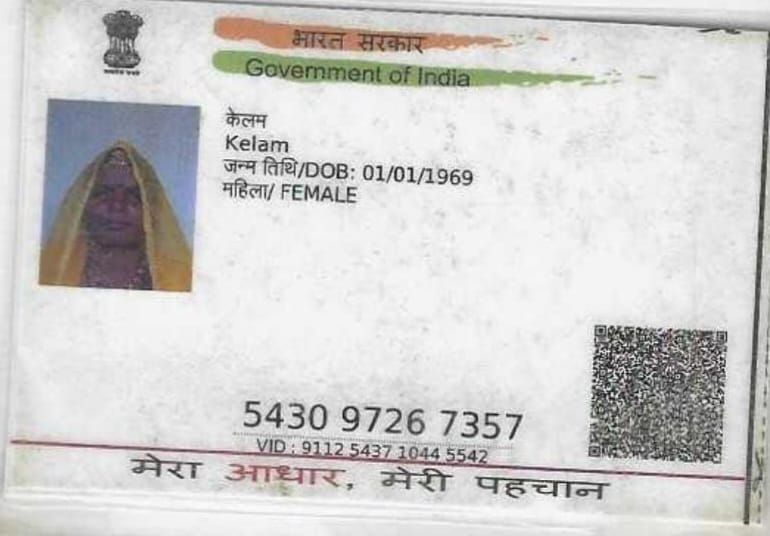 भारत सरकार
Government of India
केलम
Kelam
जन्म तिथि/DOB: 01/01/1969
महिला/ FEMALE
5430 9726 7357
VID : 9112 5437 1044 5542
मेरा आधार, मेरी पहचान